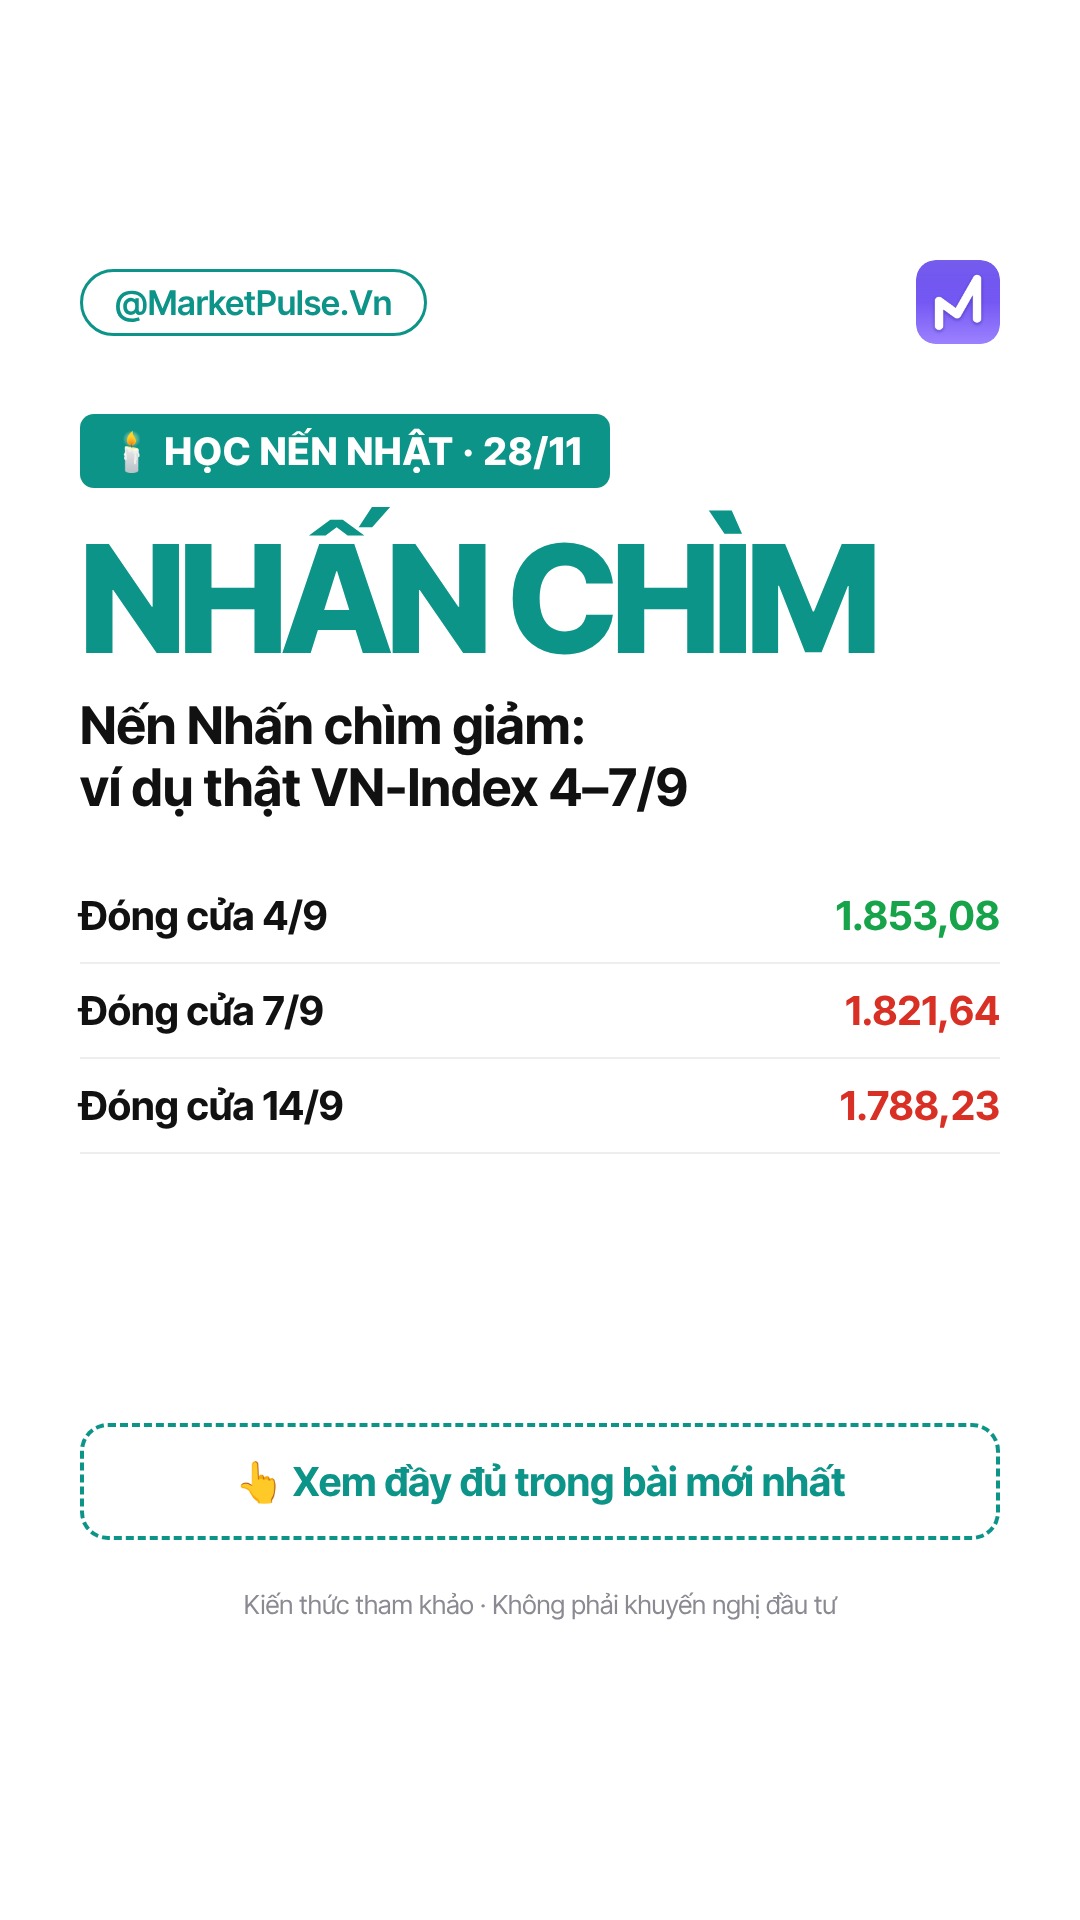 @MarketPulse.Vn
HỌC NẾN NHẬT · 28/11
NHẤN CHÌM
Nến Nhấn chìm giảm:
ví dụ thật VN-Index 4–7/9
Đóng cửa 4/9 1.853,08
Đóng cửa 7/9 1.821,64
Đóng cửa 14/9 1.788,23
👆 Xem đầy đủ trong bài mới nhất
Kiến thức tham khảo · Không phải khuyến nghị đầu tư